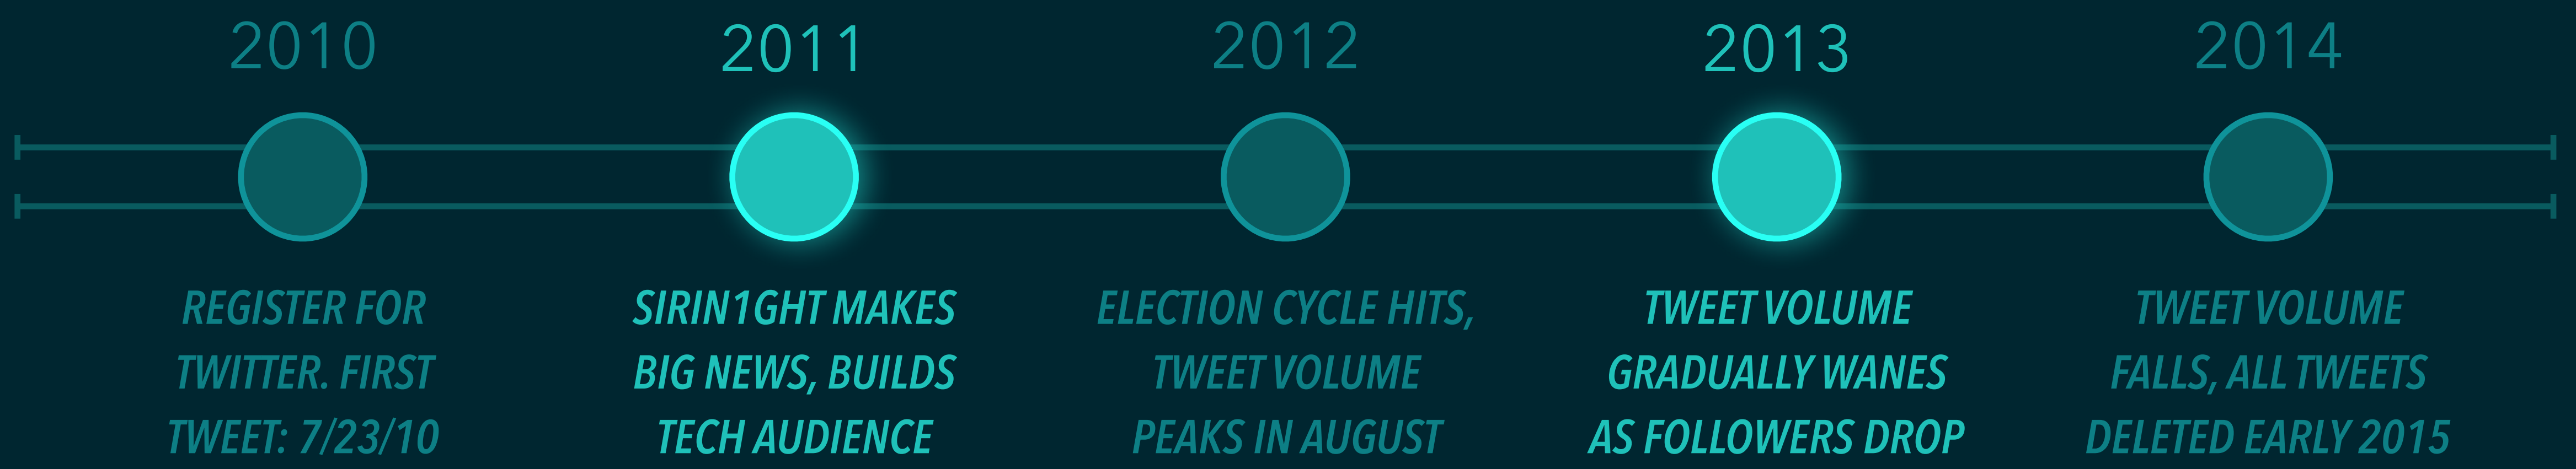 2010
REGISTER FOR
TWITTER. FIRST
TWEET: 7/23/10
2011
SIRIN1GHT MAKES
BIG NEWS, BUILDS
TECH AUDIENCE
2012
ELECTION CYCLE HITS,
TWEET VOLUME
PEAKS IN AUGUST
2013
TWEET VOLUME
GRADUALLY WANES
AS FOLLOWERS DROP
2014
TWEET VOLUME
FALLS, ALL TWEETS
DELETED EARLY 2015